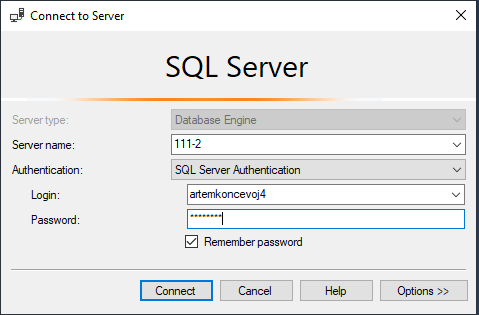 Connect to Server
SQL Server
Server type: Database Engine
Server name: 111-2
Authentication: SQL Server Authentication
Login: artemkoncevoj4
Password: ********
Remember password
Connect Cancel Help Options >>